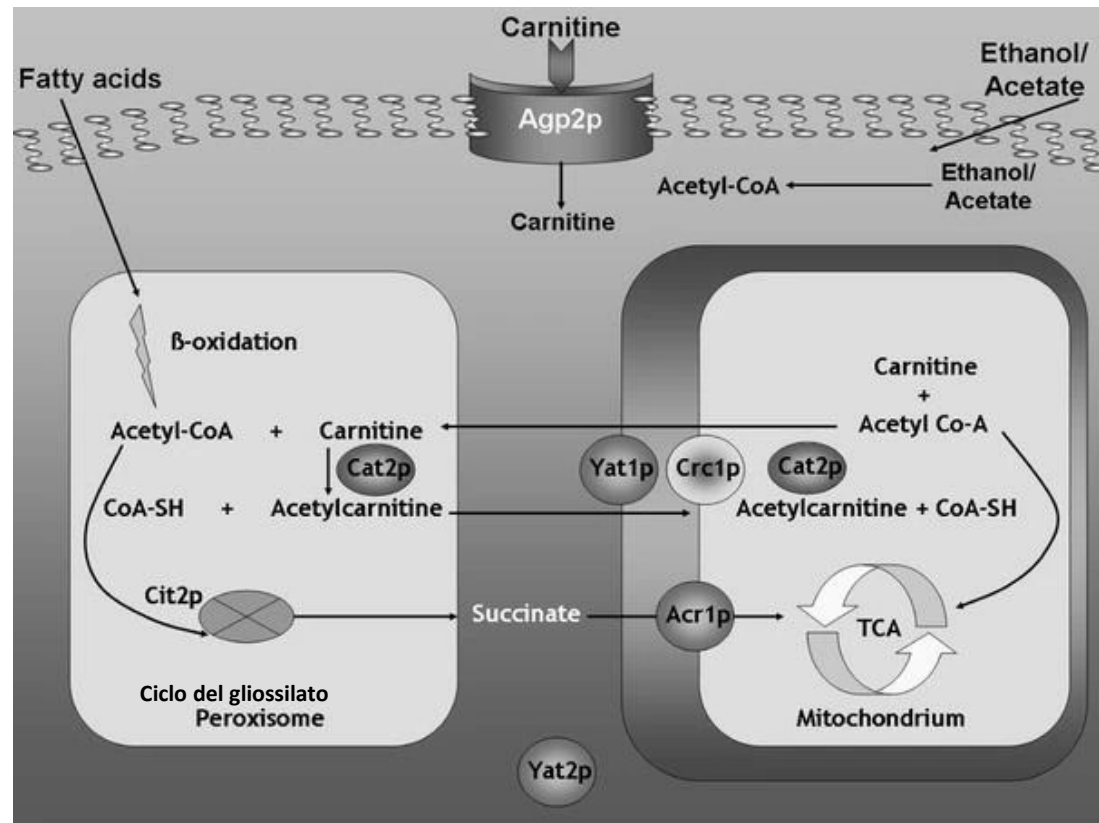 Carnitine
Fatty acids
Ethanol/
Acetate
Agp2p
Acetyl-CoA
Ethanol/
Acetate
Carnitine
ß-oxidation
Carnitine
+
Acetyl Co-A
Acetyl-CoA + Carnitine
Cat2p
Yat1p
Crc1p
Cat2p
CoA-SH + Acetylcarnitine
Acetylcarnitine + CoA-SH
Cit2p
Succinate
Acr1p
TCA
Ciclo del gliossilato
Peroxisome
Mitochondrium
Yat2p